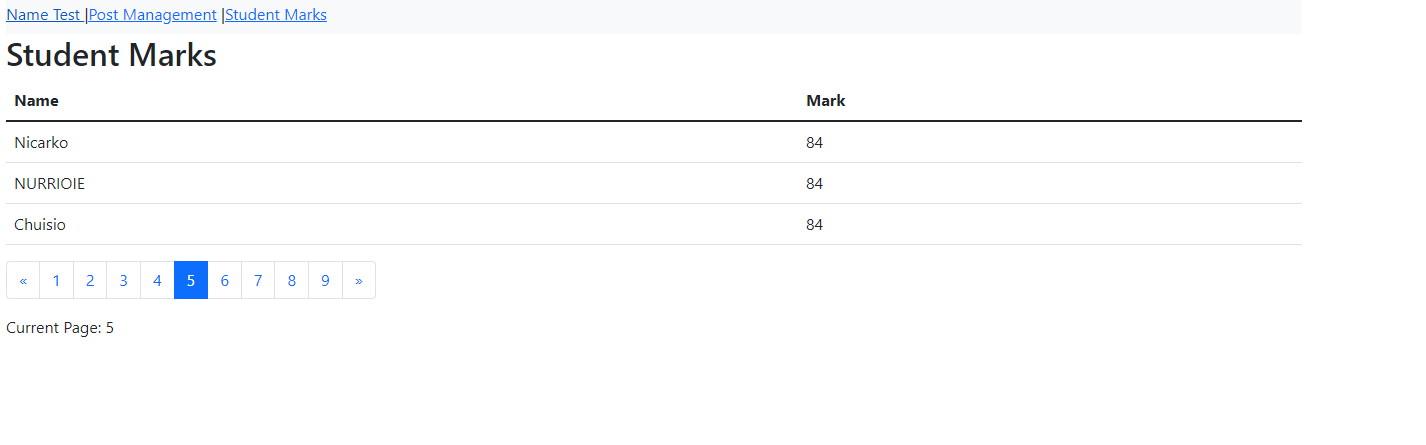 Name Test |Post Management |Student Marks
Student Marks
Name Mark
Nicarko 84
NURRIOIE 84
Chuisio 84
« 1 2 3 4 5 6 7 8 9 »
Current Page: 5